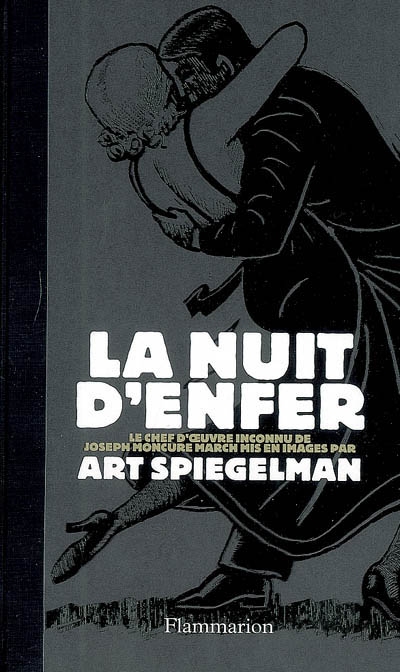 LA NUIT
D'ENFER
LE CHEF D'ŒUVRE INCONNU DE
JOSEPH MONCURE MARCH MIS EN IMAGES PAR
ART SPIEGELMAN
Flammarion